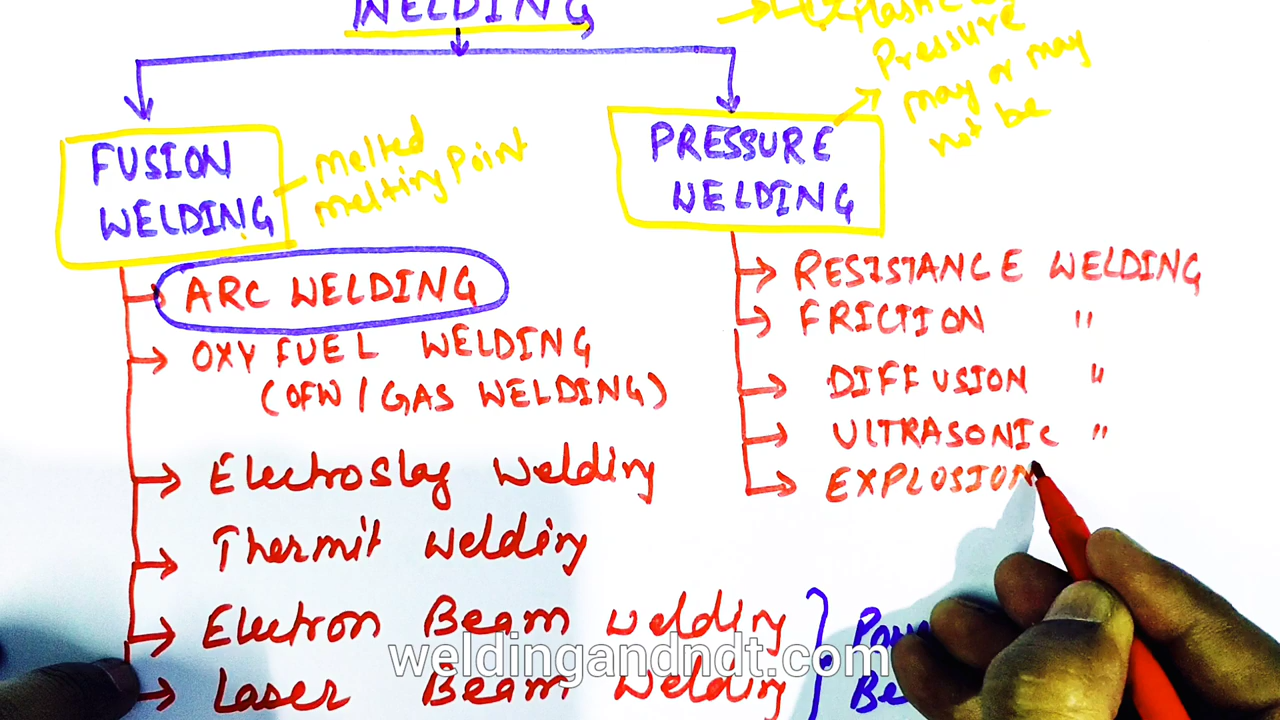 WELDING
Plastic
Pressure
may or may
not be
FUSION
WELDING
melted
melting Point
PRESSURE
WELDING
ARC WELDING
OXY FUEL WELDING
(OFW / GAS WELDING)
Electroslag Welding
Thermit Welding
Electron Beam Welding
Laser Beam Welding
RESISTANCE WELDING
FRICTION "
DIFFUSION "
ULTRASONIC "
EXPLOSION
Be
weldingandndt.com